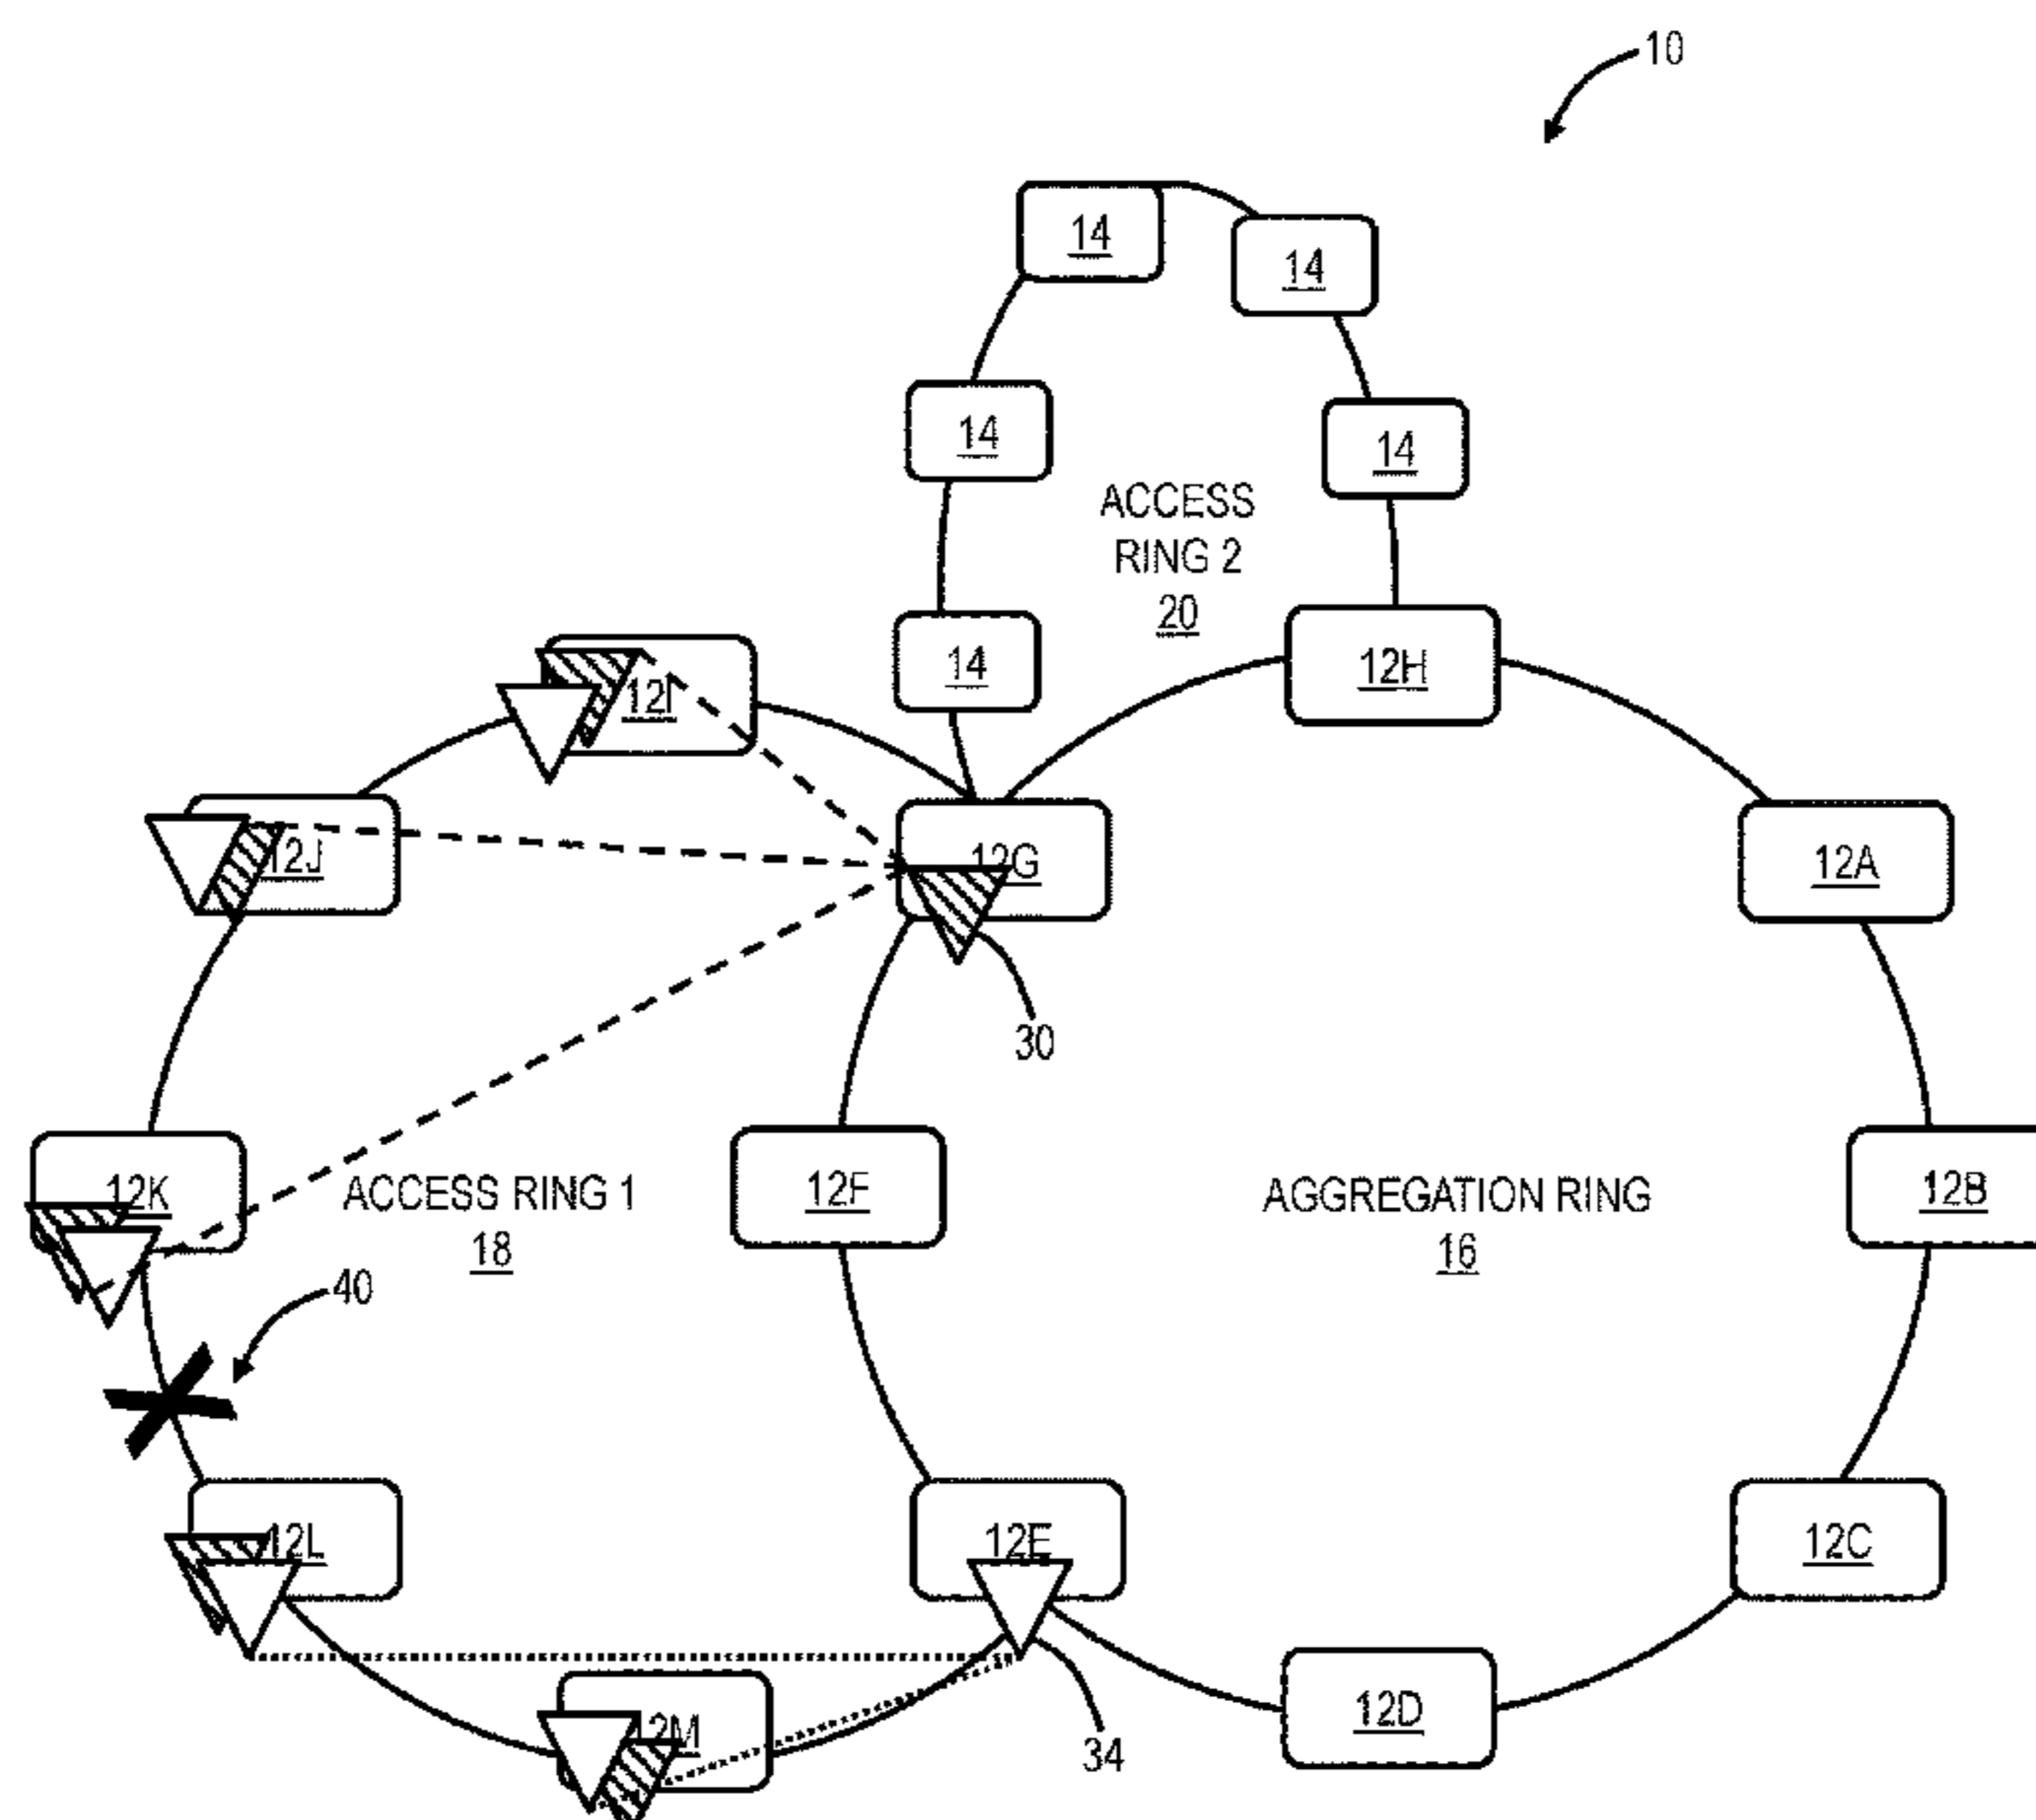 10
14
14
14
14
ACCESS
RING 2
20
14
12H
12I
12J
12G
12A
30
12K
ACCESS RING 1
18
12F
AGGREGATION RING
16
12B
40
12L
12E
12C
12M
12D
34